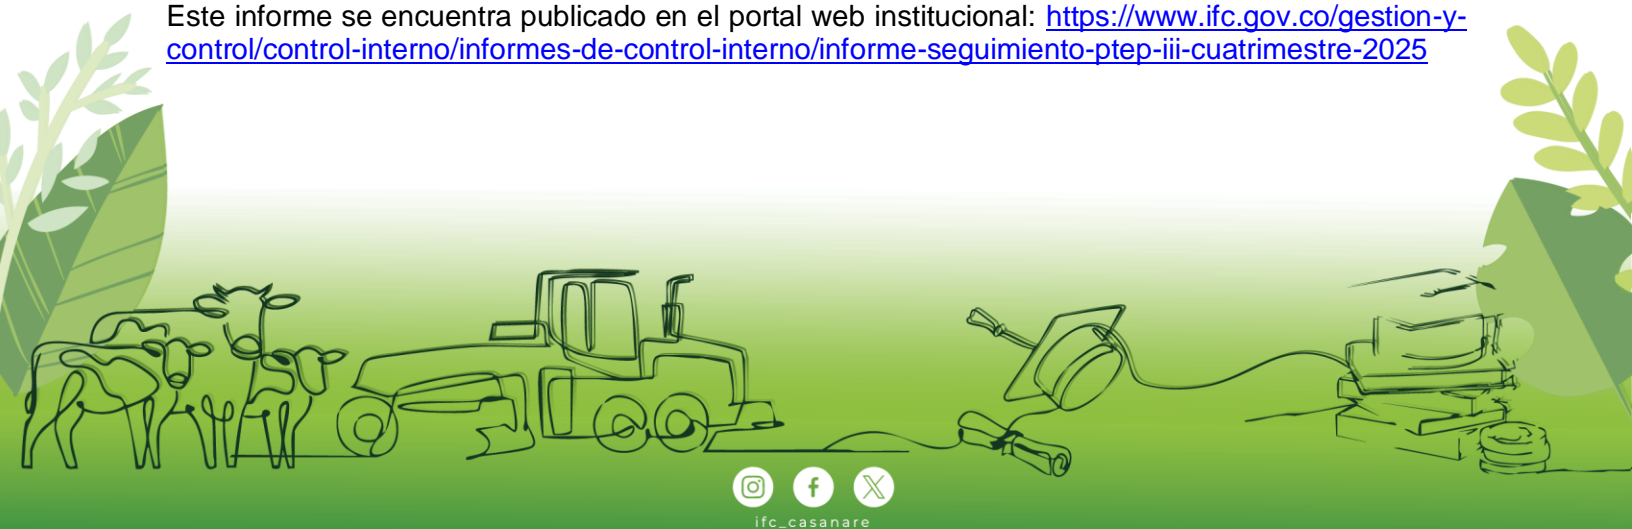 Este informe se encuentra publicado en el portal web institucional: https://www.ifc.gov.co/gestion-y-
control/control-interno/informes-de-control-interno/informe-seguimiento-ptep-iii-cuatrimestre-2025
ifc_casanare